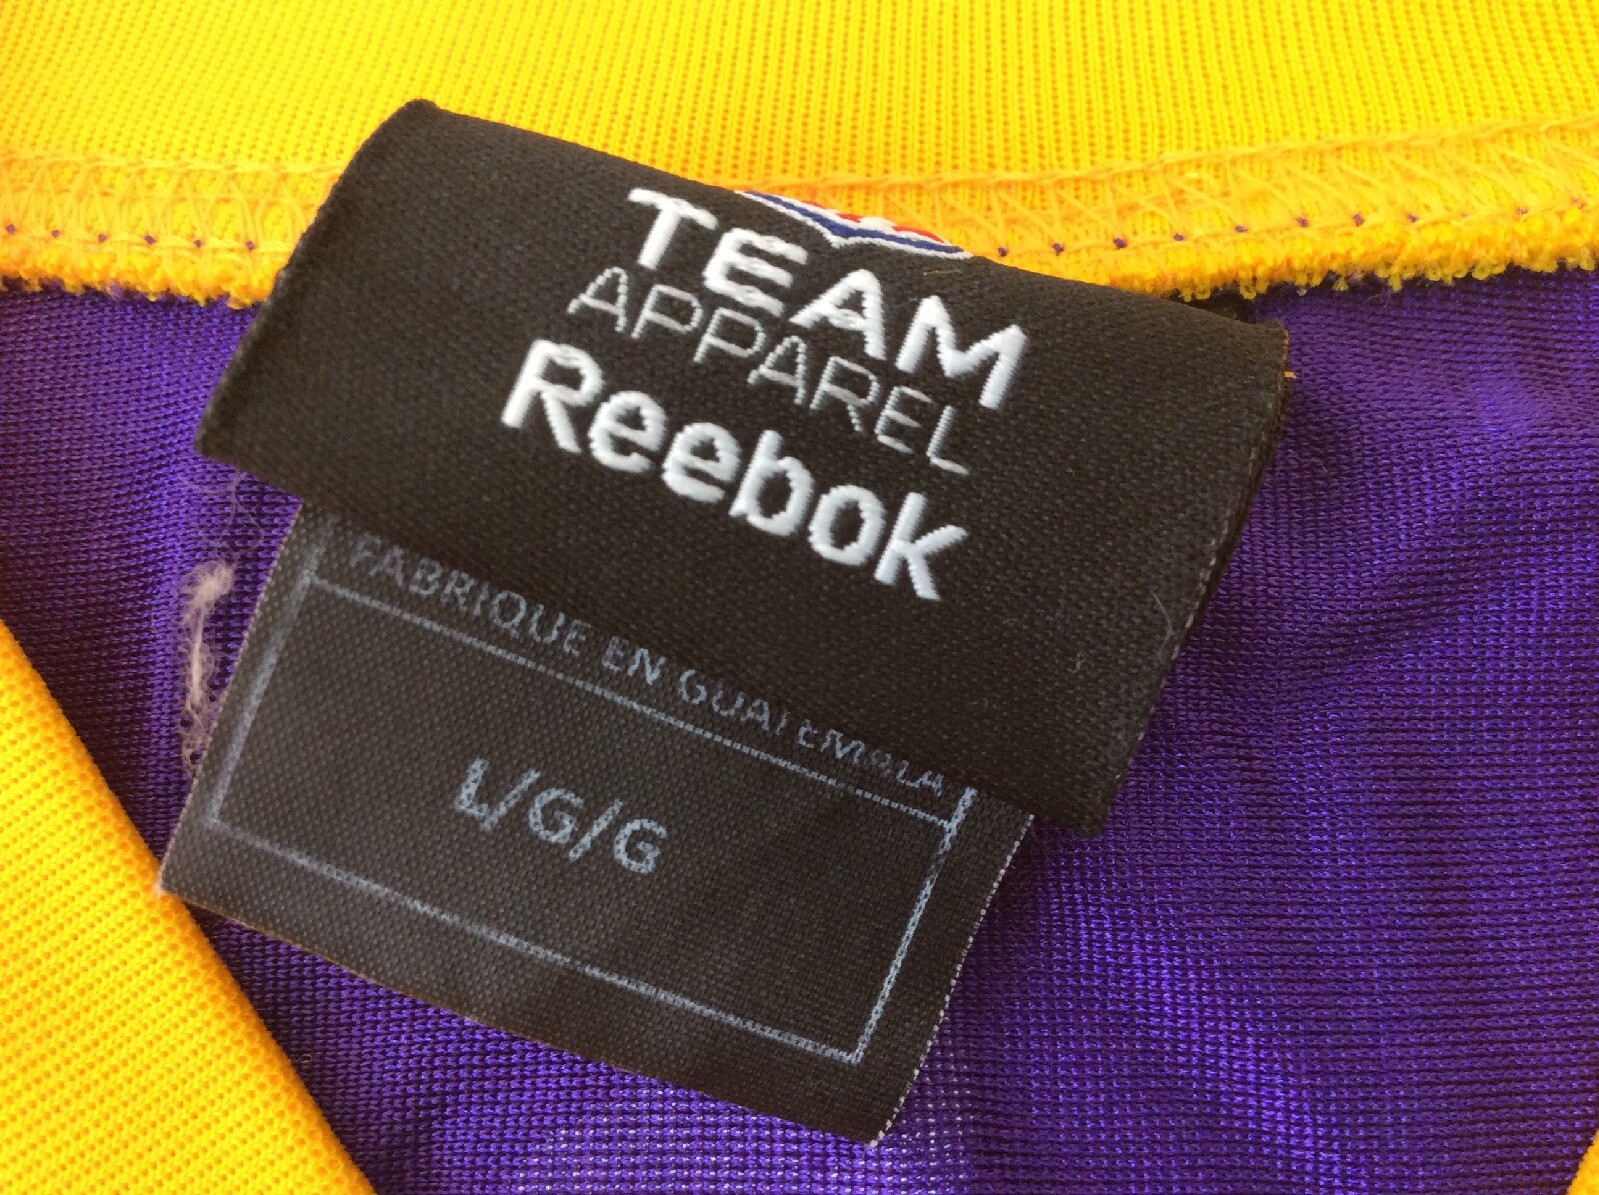 TEAM
APPAREL
Reebok
FABRIQUE EN GUATEMALA
L/G/G